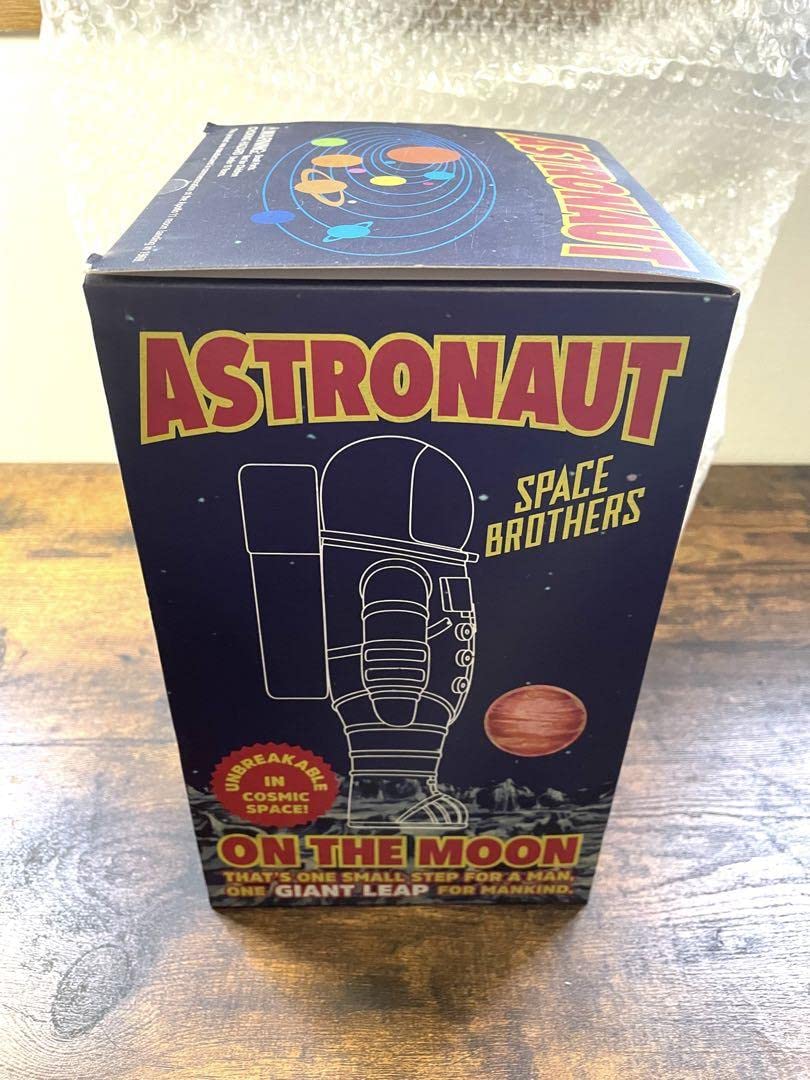 ASTRONAUT
WARNING:
ASTRONAUT
SPACE
BROTHERS
UNBREAKABLE
IN
COSMIC
SPACE!
ON THE MOON
THAT'S ONE SMALL STEP FOR A MAN,
ONE GIANT LEAP FOR MANKIND.